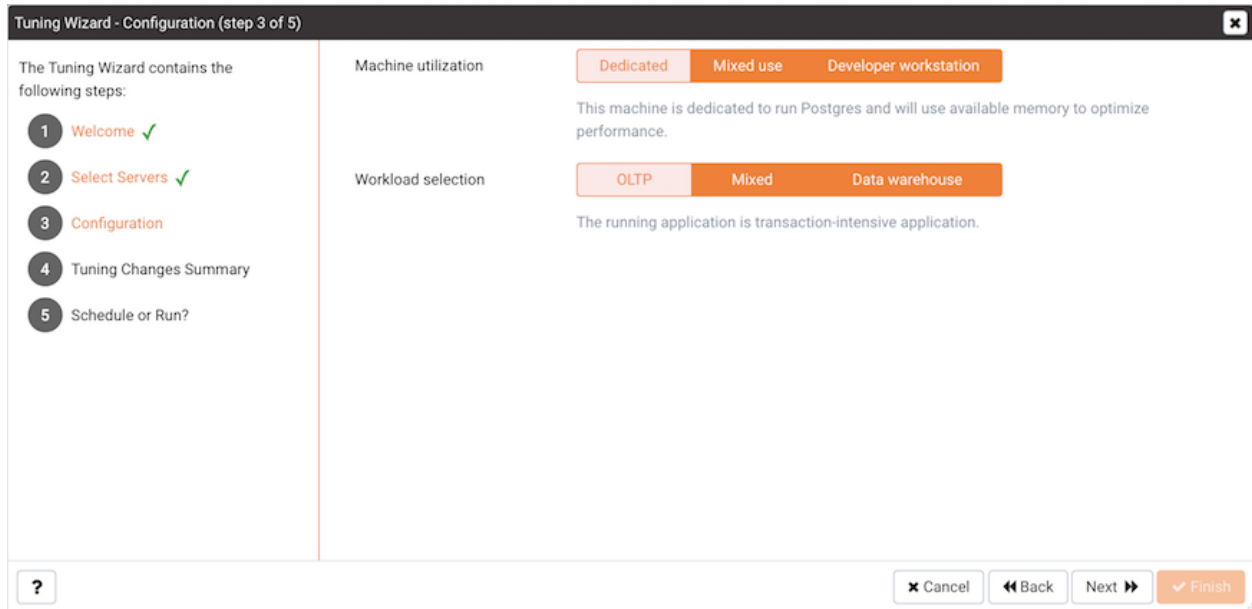 Tuning Wizard - Configuration (step 3 of 5)
The Tuning Wizard contains the
following steps:
1 Welcome
2 Select Servers
3 Configuration
4 Tuning Changes Summary
5 Schedule or Run?
Machine utilization
Dedicated Mixed use Developer workstation
This machine is dedicated to run Postgres and will use available memory to optimize
performance.
Workload selection
OLTP Mixed Data warehouse
The running application is transaction-intensive application.
? Cancel Back Next Finish